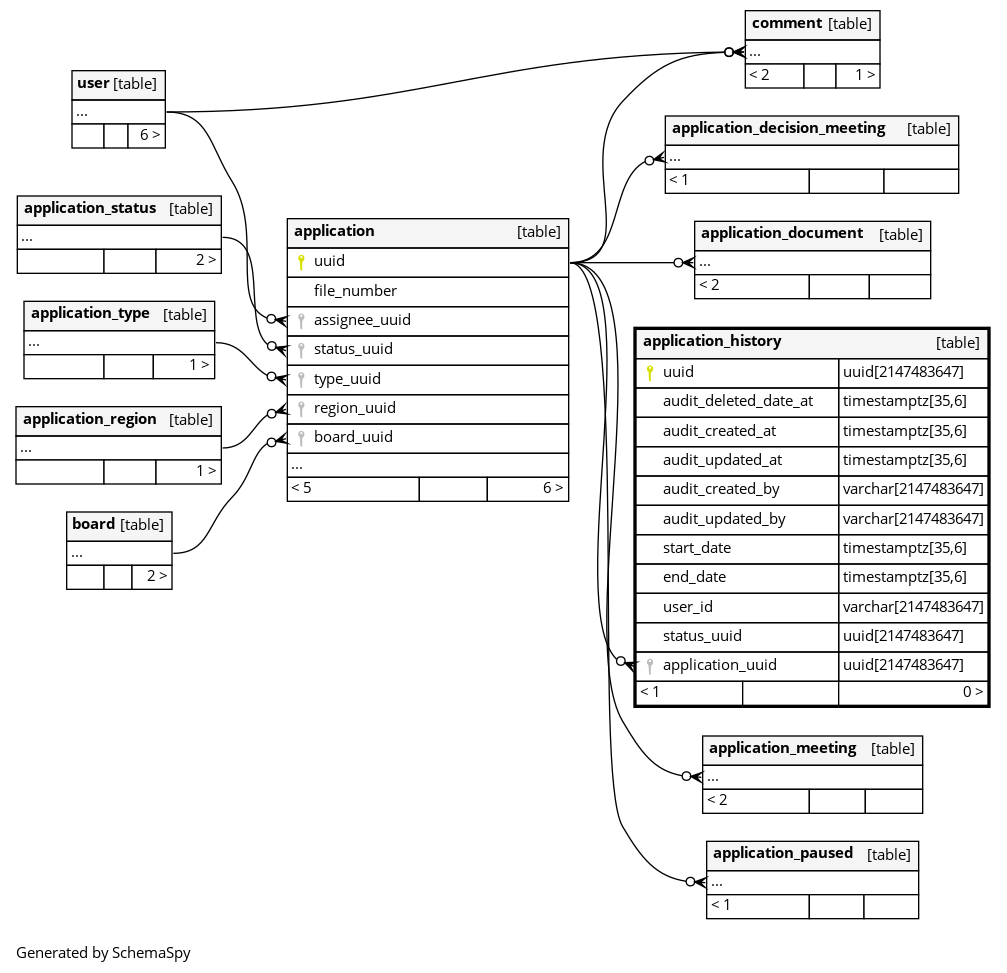 user [table]
...
6 >
application_status [table]
...
2 >
application_type [table]
...
1 >
application_region [table]
...
1 >
board [table]
...
2 >
application [table]
uuid
file_number
assignee_uuid
status_uuid
type_uuid
region_uuid
board_uuid
...
< 5 6 >
comment [table]
...
< 2 1 >
application_decision_meeting [table]
...
< 1
application_document [table]
...
< 2
application_history [table]
uuid uuid[2147483647]
audit_deleted_date_at timestamptz[35,6]
audit_created_at timestamptz[35,6]
audit_updated_at timestamptz[35,6]
audit_created_by varchar[2147483647]
audit_updated_by varchar[2147483647]
start_date timestamptz[35,6]
end_date timestamptz[35,6]
user_id varchar[2147483647]
status_uuid uuid[2147483647]
application_uuid uuid[2147483647]
< 1 0 >
application_meeting [table]
...
< 2
application_paused [table]
...
< 1
Generated by SchemaSpy